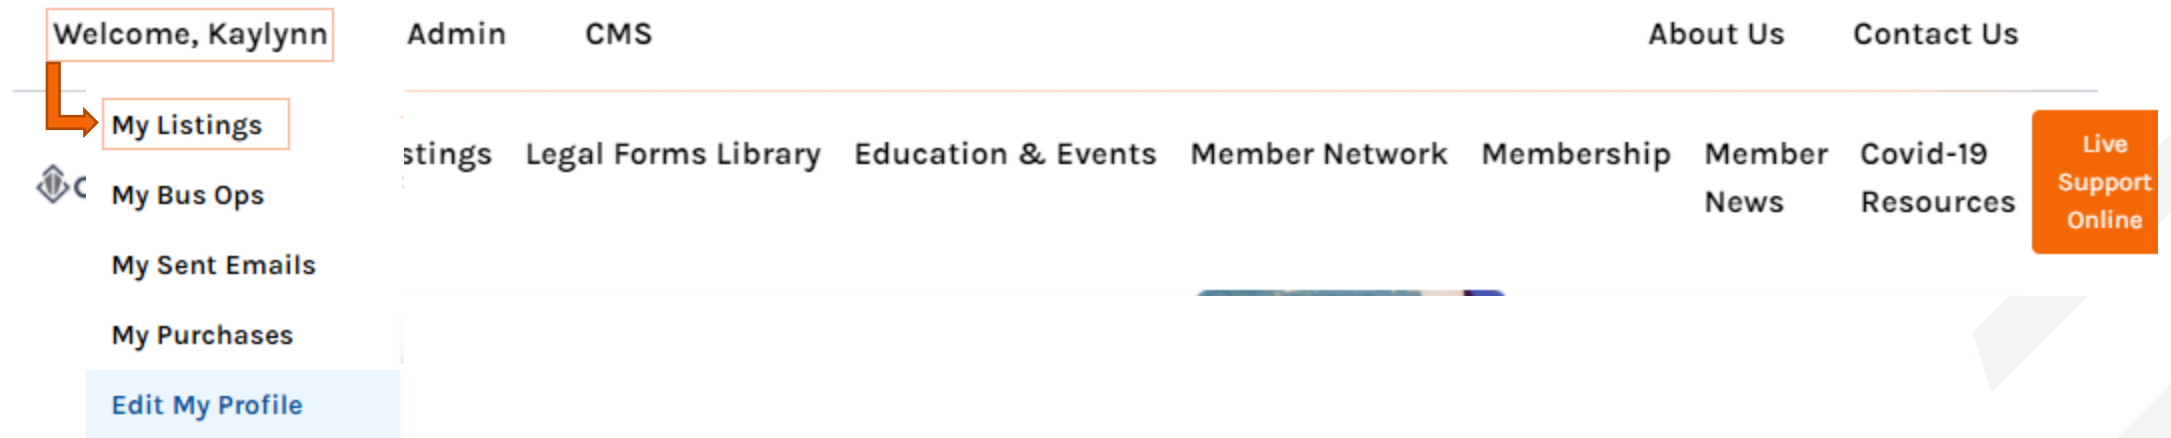 Welcome, Kaylynn Admin CMS About Us Contact Us
My Listings
My Bus Ops
My Sent Emails
My Purchases
Edit My Profile
stings Legal Forms Library Education & Events Member Network Membership
Member
News
Covid-19
Resources
Live
Support
Online